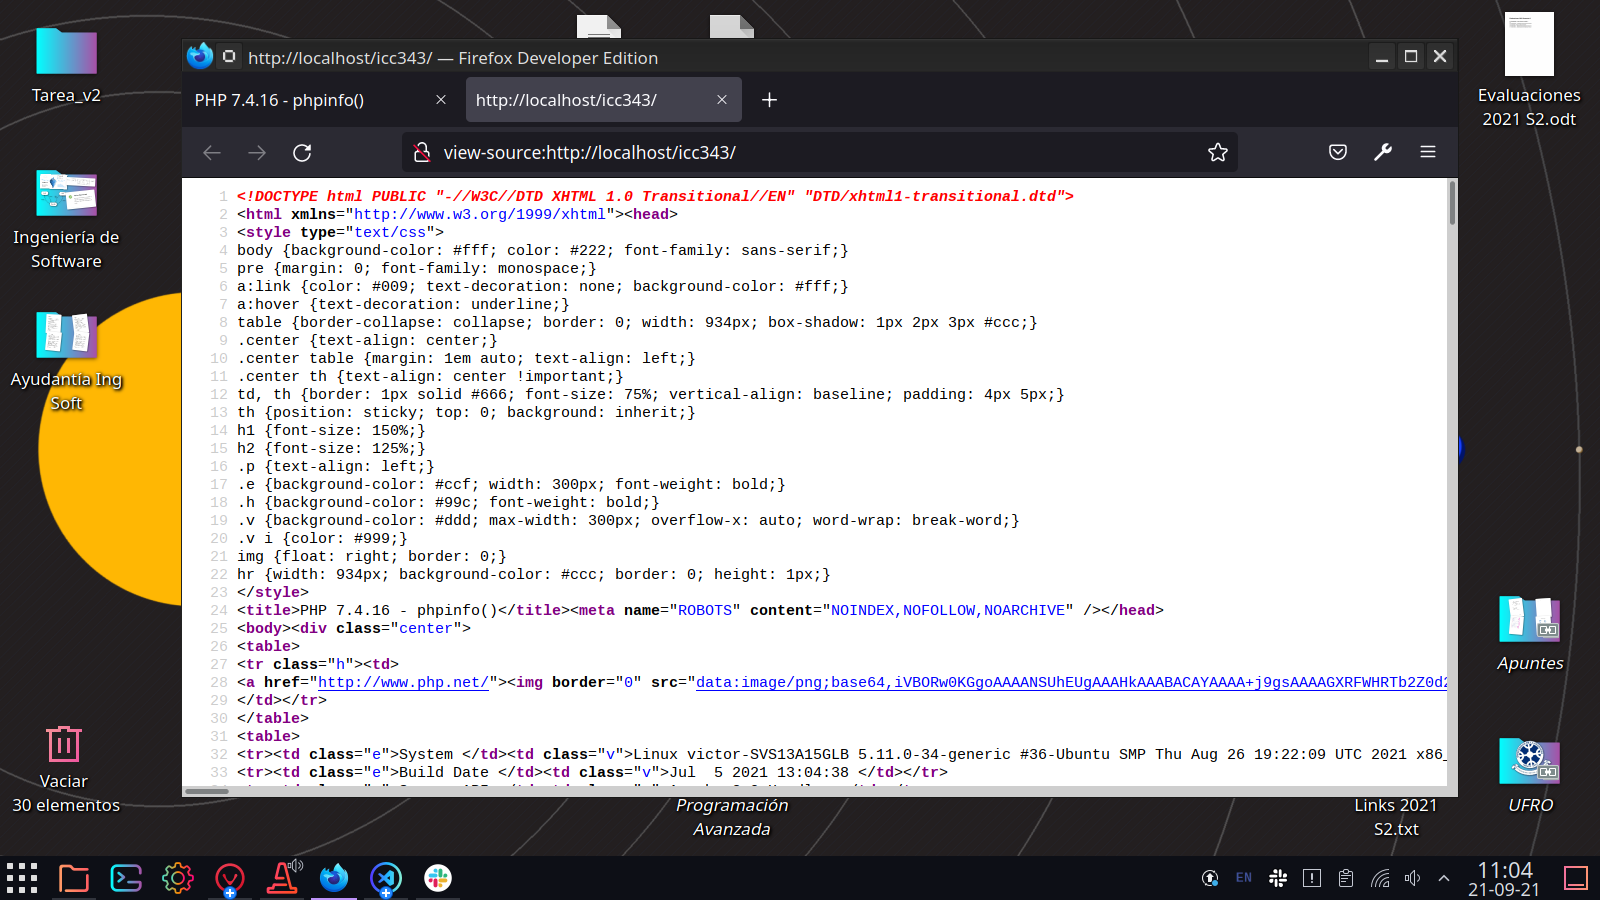 Tarea_v2
Ingeniería de
Software
Ayudantía Ing
Soft
Vaciar
30 elementos
http://localhost/icc343/ — Firefox Developer Edition
PHP 7.4.16 - phpinfo()
http://localhost/icc343/
view-source:http://localhost/icc343/
1 <!DOCTYPE html PUBLIC "-//W3C//DTD XHTML 1.0 Transitional//EN" "DTD/xhtml1-transitional.dtd">
2 <html xmlns="http://www.w3.org/1999/xhtml"><head>
3 <style type="text/css">
4 body {background-color: #fff; color: #222; font-family: sans-serif;}
5 pre {margin: 0; font-family: monospace;}
6 a:link {color: #009; text-decoration: none; background-color: #fff;}
7 a:hover {text-decoration: underline;}
8 table {border-collapse: collapse; border: 0; width: 934px; box-shadow: 1px 2px 3px #ccc;}
9 .center {text-align: center;}
10 .center table {margin: 1em auto; text-align: left;}
11 .center th {text-align: center !important;}
12 td, th {border: 1px solid #666; font-size: 75%; vertical-align: baseline; padding: 4px 5px;}
13 th {position: sticky; top: 0; background: inherit;}
14 h1 {font-size: 150%;}
15 h2 {font-size: 125%;}
16 .p {text-align: left;}
17 .e {background-color: #ccf; width: 300px; font-weight: bold;}
18 .h {background-color: #99c; font-weight: bold;}
19 .v {background-color: #ddd; max-width: 300px; overflow-x: auto; word-wrap: break-word;}
20 .v i {color: #999;}
21 img {float: right; border: 0;}
22 hr {width: 934px; background-color: #ccc; border: 0; height: 1px;}
23 </style>
24 <title>PHP 7.4.16 - phpinfo()</title><meta name="ROBOTS" content="NOINDEX,NOFOLLOW,NOARCHIVE" /></head>
25 <body><div class="center">
26 <table>
27 <tr class="h"><td>
28 <a href="http://www.php.net/"><img border="0" src="data:image/png;base64,iVBORw0KGgoAAAANSUhEUgAAAHkAAABACAYAAAA+j9gsAAAAGXRFWHRTb2Z0d2
29 </td></tr>
30 </table>
31 <table>
32 <tr><td class="e">System </td><td class="v">Linux victor-SVS13A15GLB 5.11.0-34-generic #36-Ubuntu SMP Thu Aug 26 19:22:09 UTC 2021 x86_
33 <tr><td class="e">Build Date </td><td class="v">Jul  5 2021 13:04:38 </td></tr>
Programación
Avanzada
Links 2021
S2.txt
Evaluaciones
2021 S2.odt
Apuntes
UFRO
EN
11:04
21-09-21